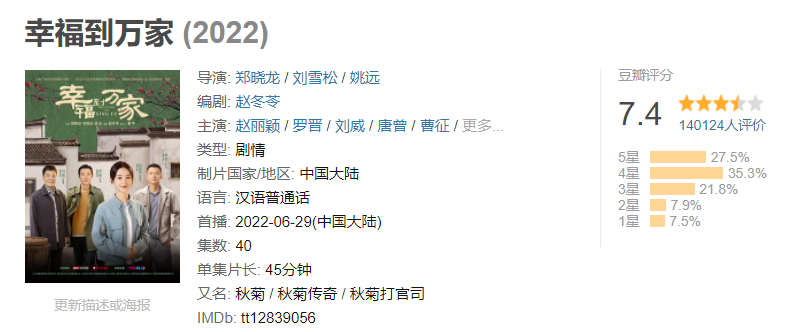 幸福到万家 (2022)
幸福 到 万家
XING FU
导演: 郑晓龙 / 刘雪松 / 姚远
编剧: 赵冬苓
主演: 赵丽颖 / 罗晋 / 刘威 / 唐曾 / 曹征 / 更多...
类型: 剧情
制片国家/地区: 中国大陆
语言: 汉语普通话
首播: 2022-06-29(中国大陆)
集数: 40
单集片长: 45分钟
又名: 秋菊 / 秋菊传奇 / 秋菊打官司
IMDb: tt12839056
更新描述或海报
豆瓣评分
7.4
140124人评价
5星 27.5%
4星 35.3%
3星 21.8%
2星 7.9%
1星 7.5%